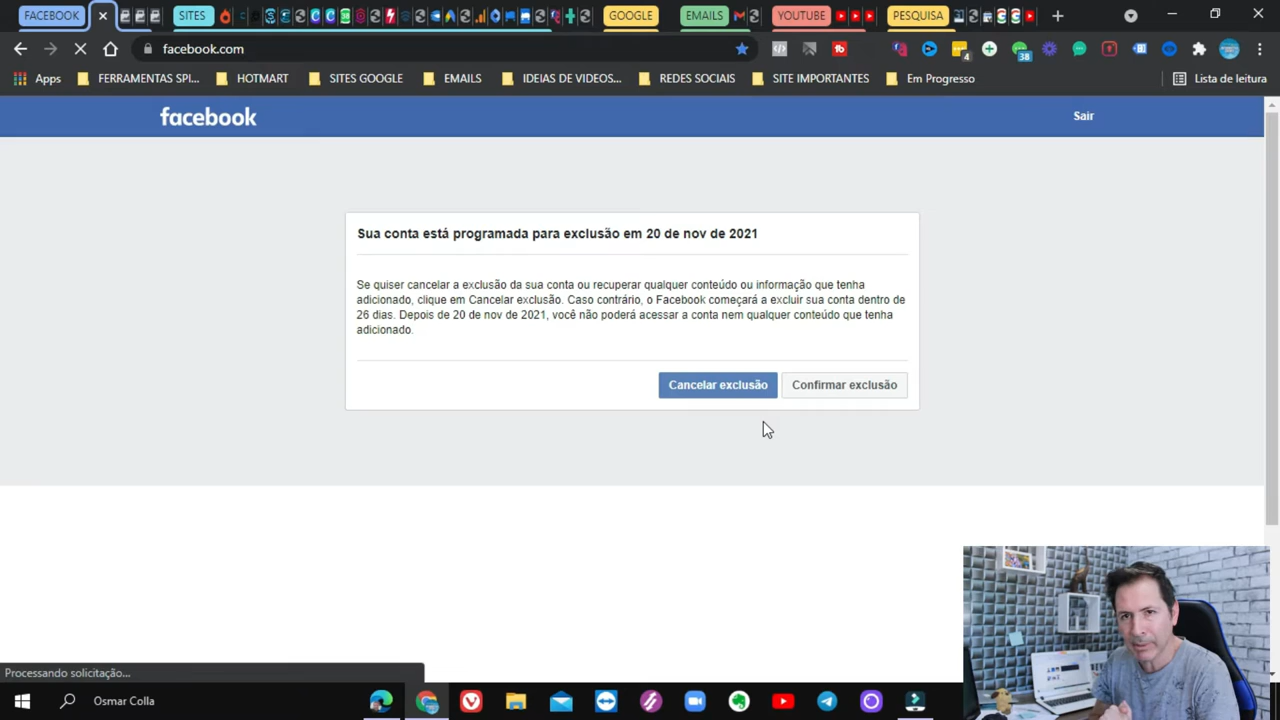 FACEBOOK SITES GOOGLE EMAILS YOUTUBE PESQUISA
facebook.com 4 38
Apps FERRAMENTAS SPI... HOTMART SITES GOOGLE EMAILS IDEIAS DE VIDEOS... REDES SOCIAIS SITE IMPORTANTES Em Progresso Lista de leitura
facebook Sair
Sua conta está programada para exclusão em 20 de nov de 2021
Se quiser cancelar a exclusão da sua conta ou recuperar qualquer conteúdo ou informação que tenha
adicionado, clique em Cancelar exclusão. Caso contrário, o Facebook começará a excluir sua conta dentro de
26 dias. Depois de 20 de nov de 2021, você não poderá acessar a conta nem qualquer conteúdo que tenha
adicionado.
Cancelar exclusão Confirmar exclusão
Processando solicitação...
Osmar Colla